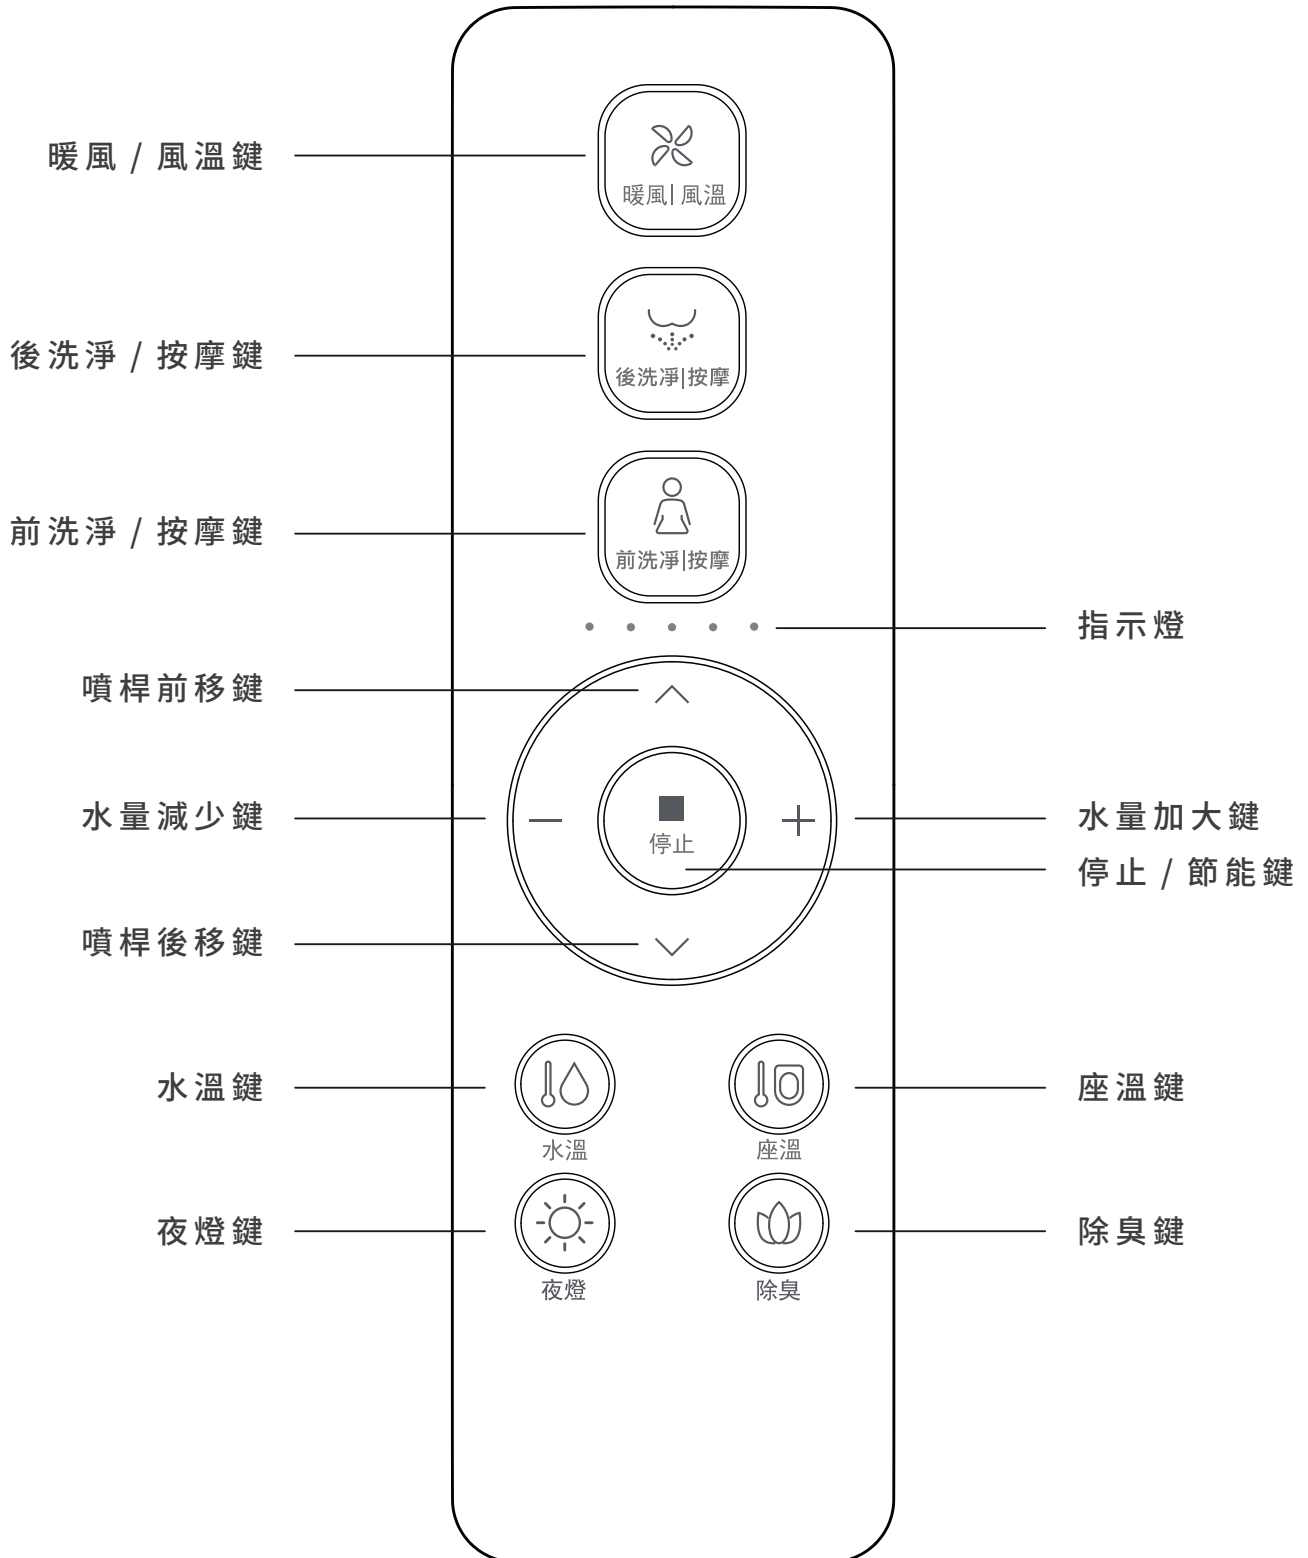 暖風 / 風溫鍵
暖風|風溫
後洗淨 / 按摩鍵
後洗淨|按摩
前洗淨 / 按摩鍵
前洗淨|按摩
指示燈
噴桿前移鍵
水量減少鍵
停止
水量加大鍵
停止 / 節能鍵
噴桿後移鍵
水溫鍵
座溫鍵
水溫
座溫
夜燈鍵
除臭鍵
夜燈
除臭